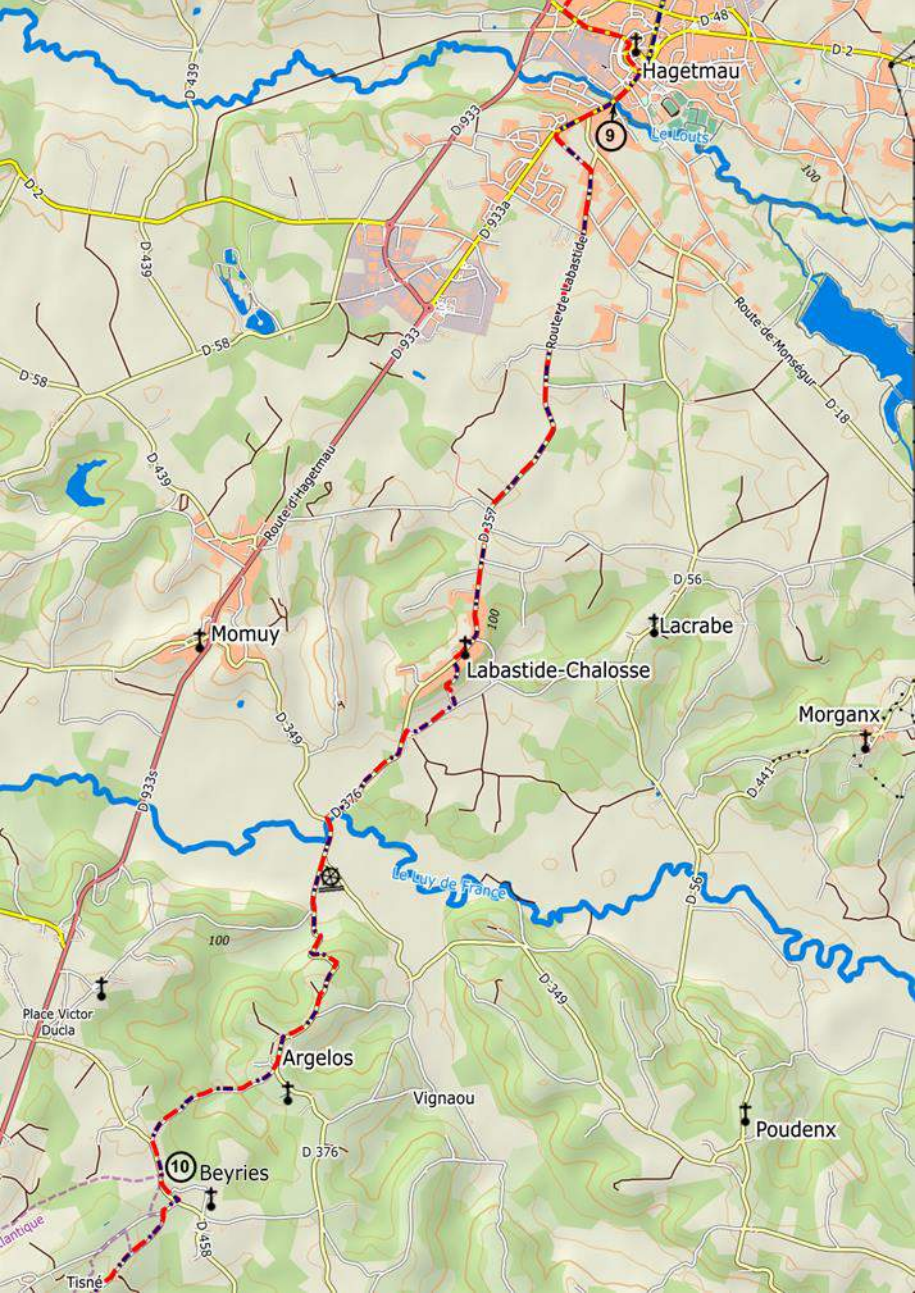 D 48
D 2
D 439
Hagetmau
D 933
9
Le Louts
100
D 2
D 933a
D 439
Route de Labastide
Route de Monségur
D 58
D 933
D 58
D 18
D 439
Route d'Hagetmau
D 357
D 56
100
Lacrabe
Momuy
Labastide-Chalosse
Morganx
D 349
D 441
D 933s
D 376
Le Luy de France
D 56
100
D 349
Place Victor
Ducla
Argelos
Vignaou
Poudenx
D 376
10
Beyries
lantique
D 458
Tisné